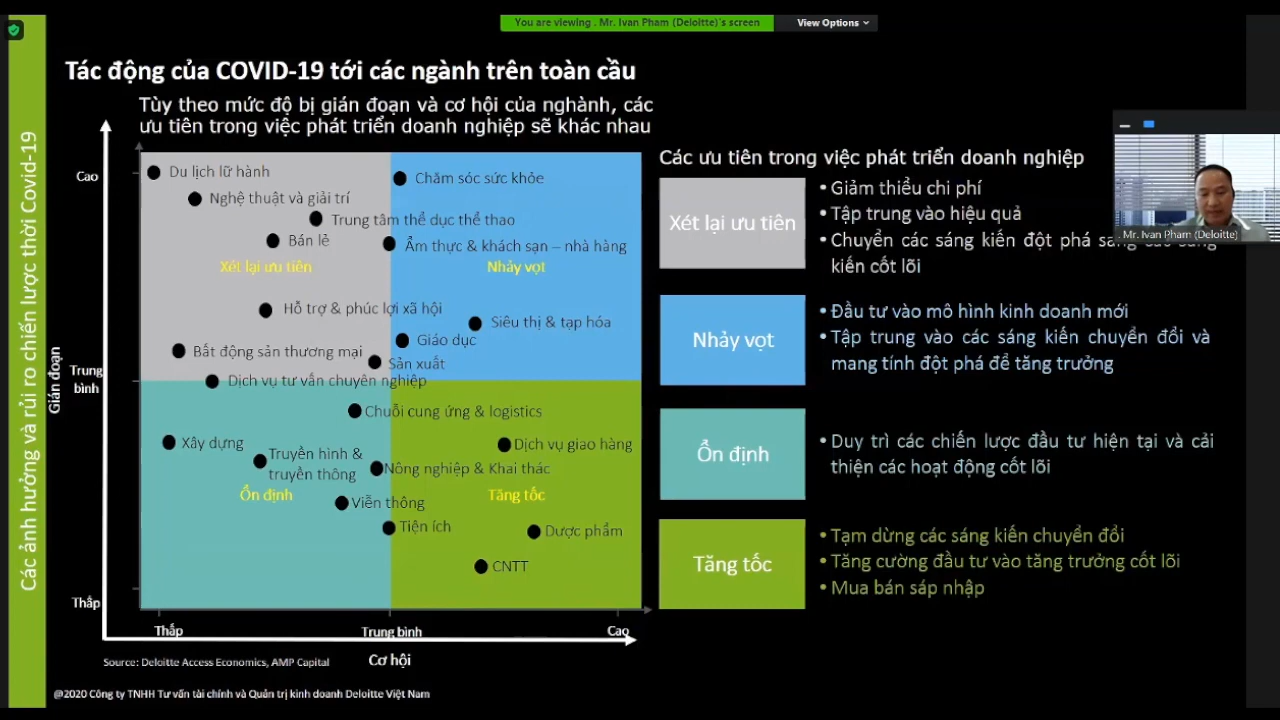 You are viewing . Mr. Ivan Pham (Deloitte)'s screen
View Options
Các ảnh hưởng và rủi ro chiến lược thời Covid-19
Tác động của COVID-19 tới các ngành trên toàn cầu
Tùy theo mức độ bị gián đoạn và cơ hội của nghành, các
ưu tiên trong việc phát triển doanh nghiệp sẽ khác nhau
Gián đoạn
Cao
Trung
bình
Thấp
Du lịch lữ hành
Chăm sóc sức khỏe
Nghệ thuật và giải trí
Trung tâm thể dục thể thao
Bán lẻ
Ẩm thực & khách sạn – nhà hàng
Xét lại ưu tiên
Nhảy vọt
Hỗ trợ & phúc lợi xã hội
Siêu thị & tạp hóa
Giáo dục
Bất động sản thương mại
Sản xuất
Dịch vụ tư vấn chuyên nghiệp
Chuỗi cung ứng & logistics
Xây dựng
Dịch vụ giao hàng
Truyền hình &
truyền thông
Nông nghiệp & Khai thác
Ổn định
Tăng tốc
Viễn thông
Tiện ích
Dược phẩm
CNTT
Thấp
Trung bình
Cao
Cơ hội
Source: Deloitte Access Economics, AMP Capital
@2020 Công ty TNHH Tư vấn tài chính và Quản trị kinh doanh Deloitte Việt Nam
Các ưu tiên trong việc phát triển doanh nghiệp
Xét lại ưu tiên
• Giảm thiểu chi phí
• Tập trung vào hiệu quả
• Chuyển các sáng kiến đột phá sang các sáng
kiến cốt lõi
Nhảy vọt
• Đầu tư vào mô hình kinh doanh mới
• Tập trung vào các sáng kiến chuyển đổi và
mang tính đột phá để tăng trưởng
Ổn định
• Duy trì các chiến lược đầu tư hiện tại và cải
thiện các hoạt động cốt lõi
Tăng tốc
• Tạm dừng các sáng kiến chuyển đổi
• Tăng cường đầu tư vào tăng trưởng cốt lõi
• Mua bán sáp nhập
. Mr. Ivan Pham (Deloitte)